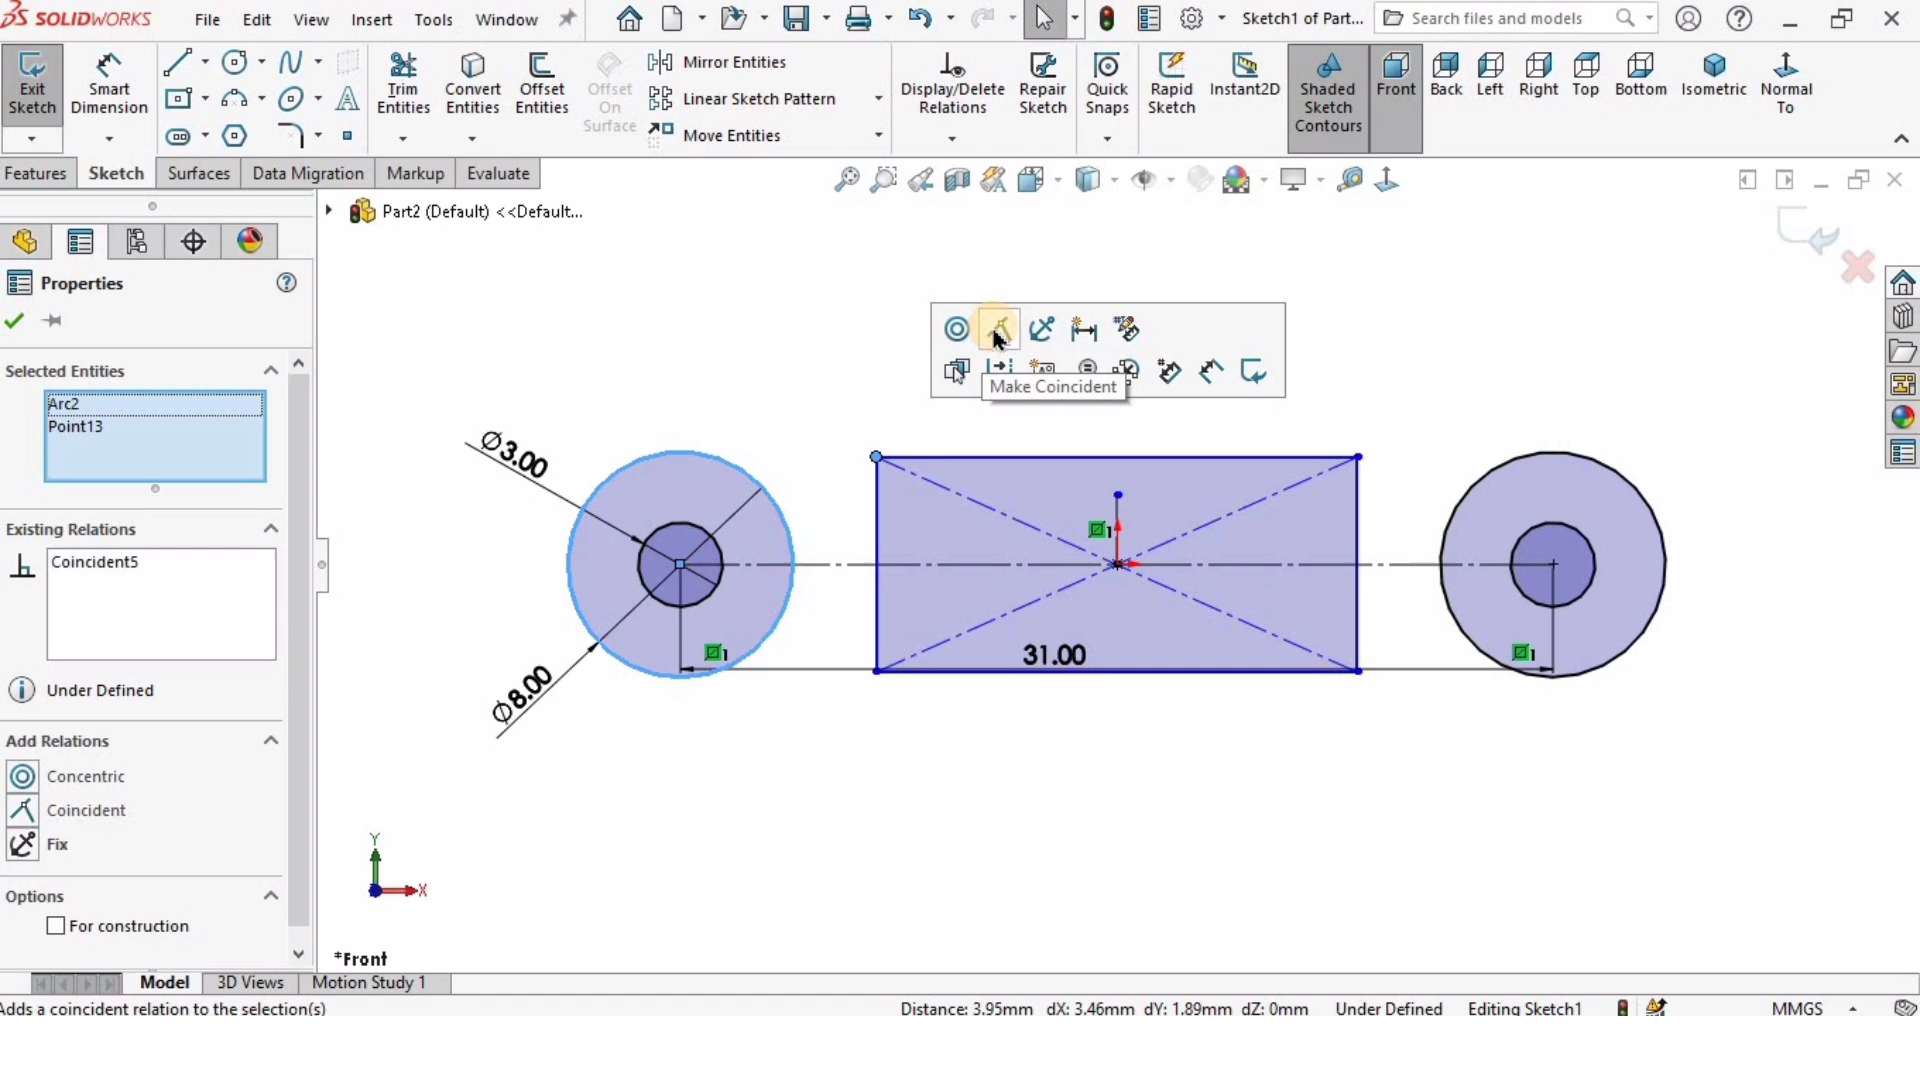 SOLIDWORKS File Edit View Insert Tools Window Sketch1 of Part... Search files and models
Exit Sketch
Smart Dimension
Trim Entities
Convert Entities
Offset Entities
Offset On Surface
Mirror Entities
Linear Sketch Pattern
Move Entities
Display/Delete Relations
Repair Sketch
Quick Snaps
Rapid Sketch
Instant2D
Shaded Sketch Contours
Front
Back
Left
Right
Top
Bottom
Isometric
Normal To
Features Sketch Surfaces Data Migration Markup Evaluate
Part2 (Default) <<Default...
Properties
Selected Entities
Arc2
Point13
Existing Relations
Coincident5
Under Defined
Add Relations
Concentric
Coincident
Fix
Options
For construction
Make Coincident
∅3.00
∅8.00
31.00
1
1
1
Y
X
*Front
Model 3D Views Motion Study 1
Adds a coincident relation to the selection(s)
Distance: 3.95mm dX: 3.46mm dY: 1.89mm dZ: 0mm Under Defined Editing Sketch1 MMGS